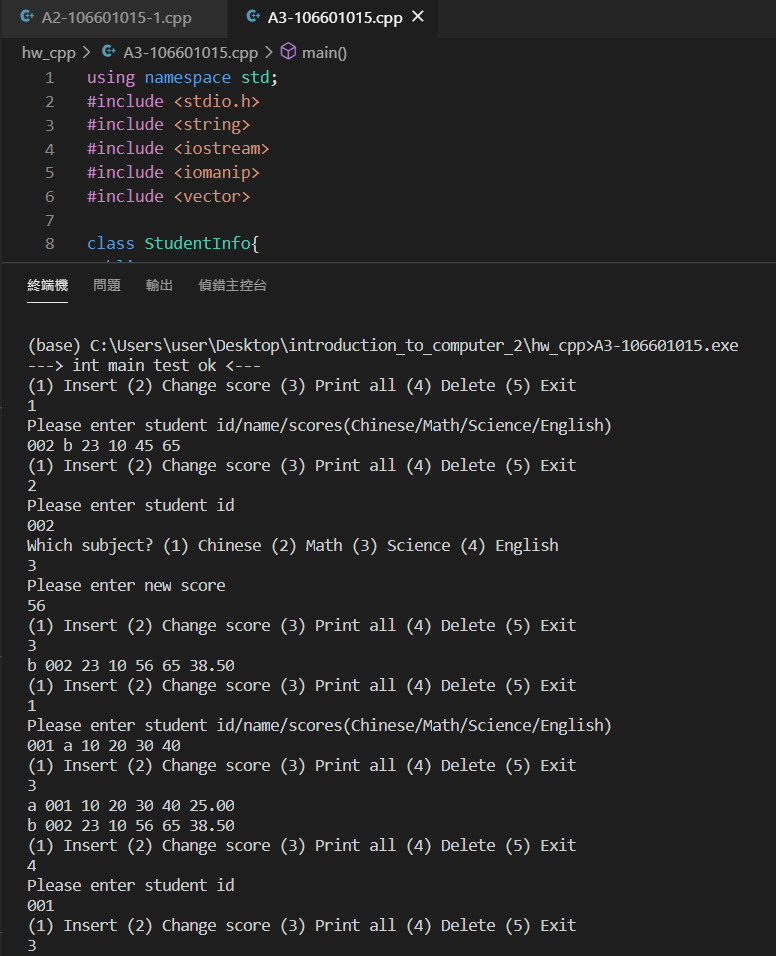 A2-106601015-1.cpp A3-106601015.cpp
hw_cpp > A3-106601015.cpp > main()
1 using namespace std;
2 #include <stdio.h>
3 #include <string>
4 #include <iostream>
5 #include <iomanip>
6 #include <vector>
7
8 class StudentInfo{
終端機 問題 輸出 偵錯主控台
(base) C:\Users\user\Desktop\introduction_to_computer_2\hw_cpp>A3-106601015.exe
---> int main test ok <---
(1) Insert (2) Change score (3) Print all (4) Delete (5) Exit
1
Please enter student id/name/scores(Chinese/Math/Science/English)
002 b 23 10 45 65
(1) Insert (2) Change score (3) Print all (4) Delete (5) Exit
2
Please enter student id
002
Which subject? (1) Chinese (2) Math (3) Science (4) English
3
Please enter new score
56
(1) Insert (2) Change score (3) Print all (4) Delete (5) Exit
3
b 002 23 10 56 65 38.50
(1) Insert (2) Change score (3) Print all (4) Delete (5) Exit
1
Please enter student id/name/scores(Chinese/Math/Science/English)
001 a 10 20 30 40
(1) Insert (2) Change score (3) Print all (4) Delete (5) Exit
3
a 001 10 20 30 40 25.00
b 002 23 10 56 65 38.50
(1) Insert (2) Change score (3) Print all (4) Delete (5) Exit
4
Please enter student id
001
(1) Insert (2) Change score (3) Print all (4) Delete (5) Exit
3